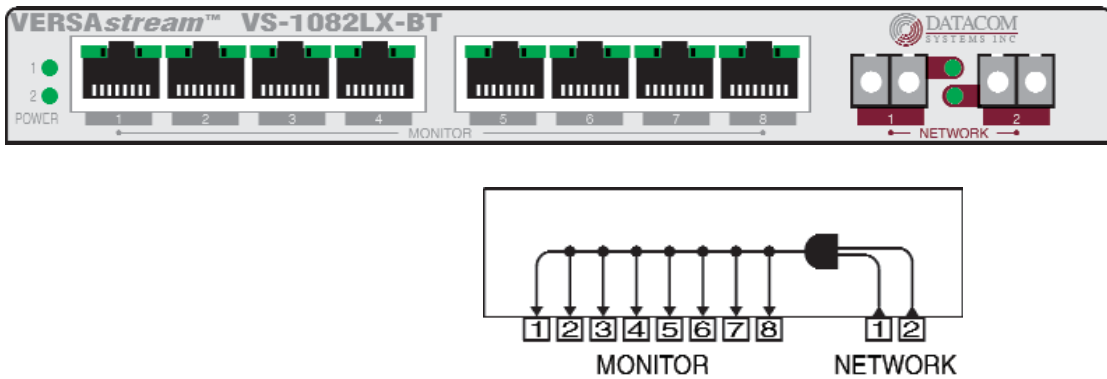 VERSAstream™ VS-1082LX-BT
DATACOM
SYSTEMS INC
1
2
POWER
1 2 3 4 5 6 7 8
MONITOR
1 2
NETWORK
1 2 3 4 5 6 7 8 1 2
MONITOR NETWORK